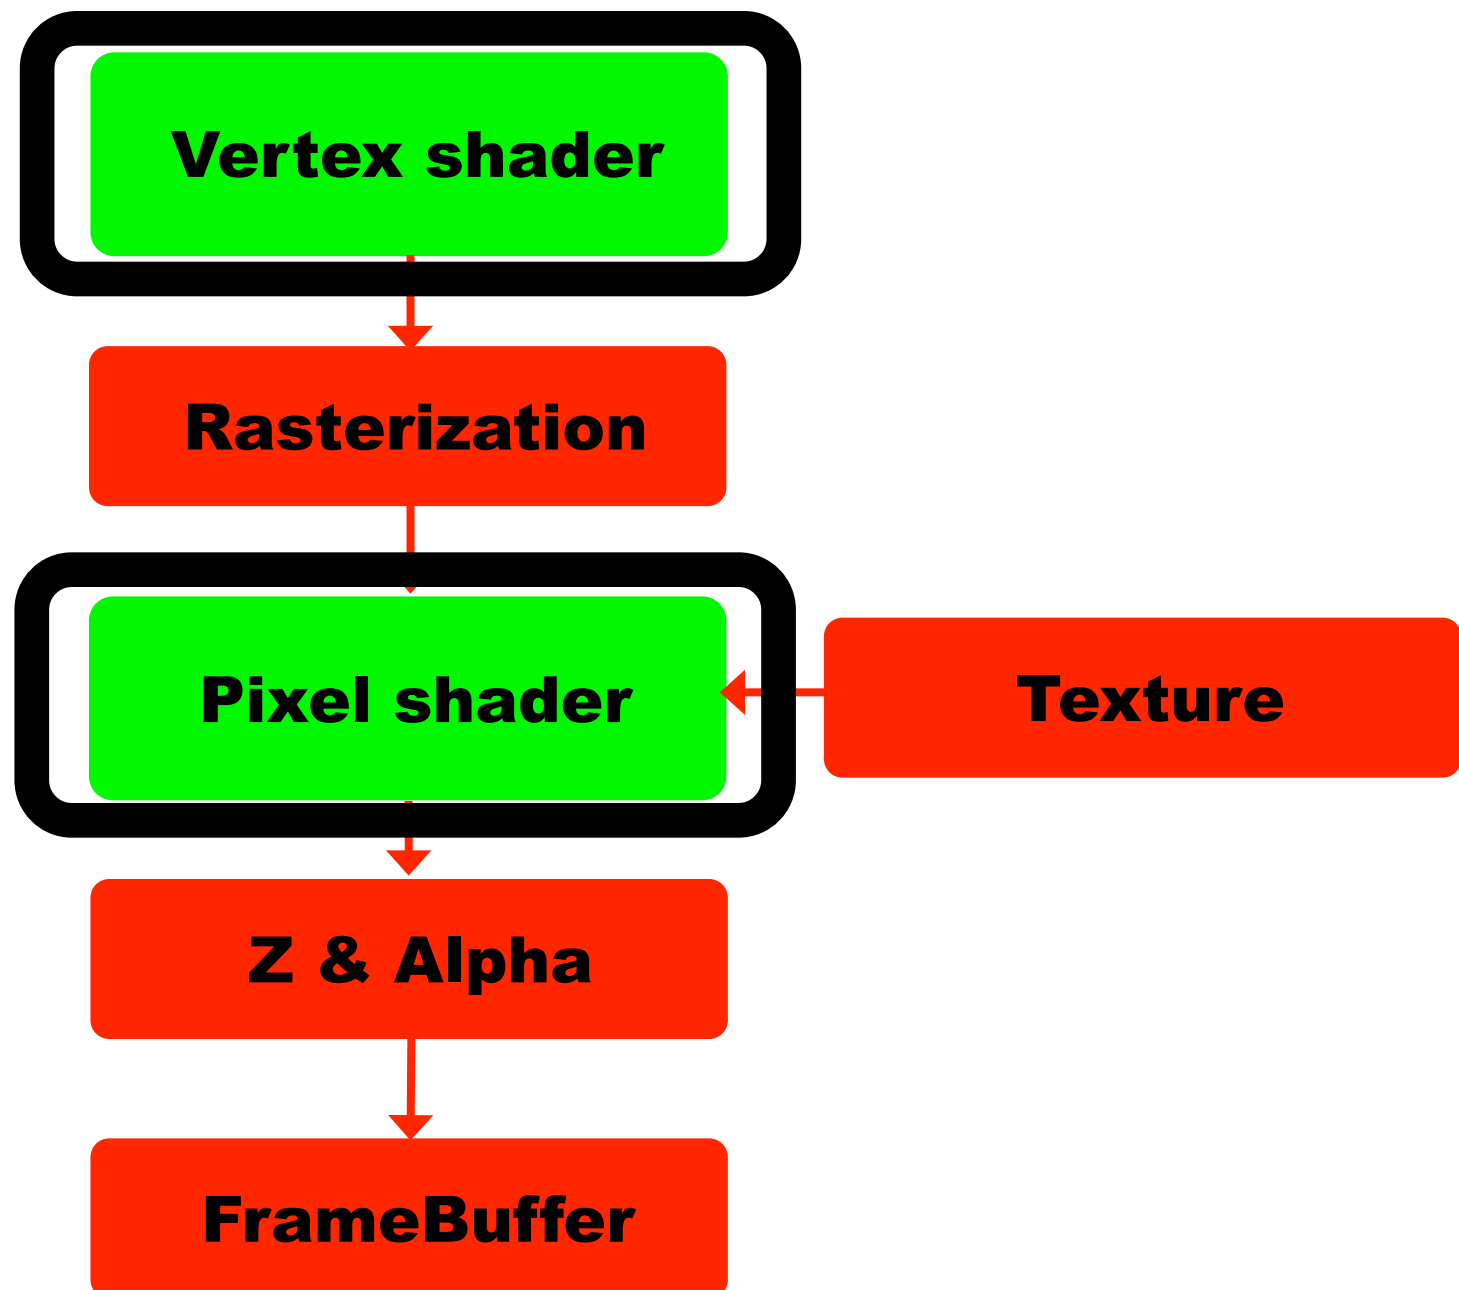 Vertex shader
Rasterization
Pixel shader
Texture
Z & Alpha
FrameBuffer